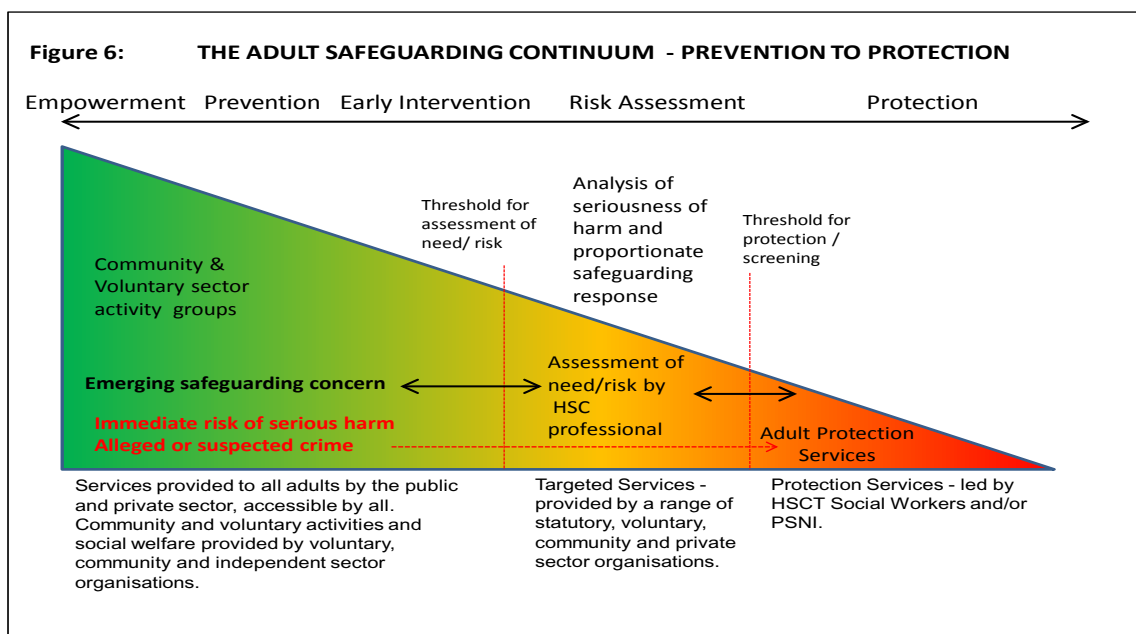 Figure 6: THE ADULT SAFEGUARDING CONTINUUM - PREVENTION TO PROTECTION
Empowerment Prevention Early Intervention Risk Assessment Protection
Threshold for
assessment of
need/ risk
Analysis of
seriousness of
harm and
proportionate
safeguarding
response
Threshold for
protection /
screening
Community &
Voluntary sector
activity groups
Emerging safeguarding concern
Immediate risk of serious harm
Alleged or suspected crime
Assessment of
need/risk by
HSC
professional
Adult Protection
Services
Services provided to all adults by the public
and private sector, accessible by all.
Community and voluntary activities and
social welfare provided by voluntary,
community and independent sector
organisations.
Targeted Services -
provided by a range of
statutory, voluntary,
community and private
sector organisations.
Protection Services - led by
HSCT Social Workers and/or
PSNI.